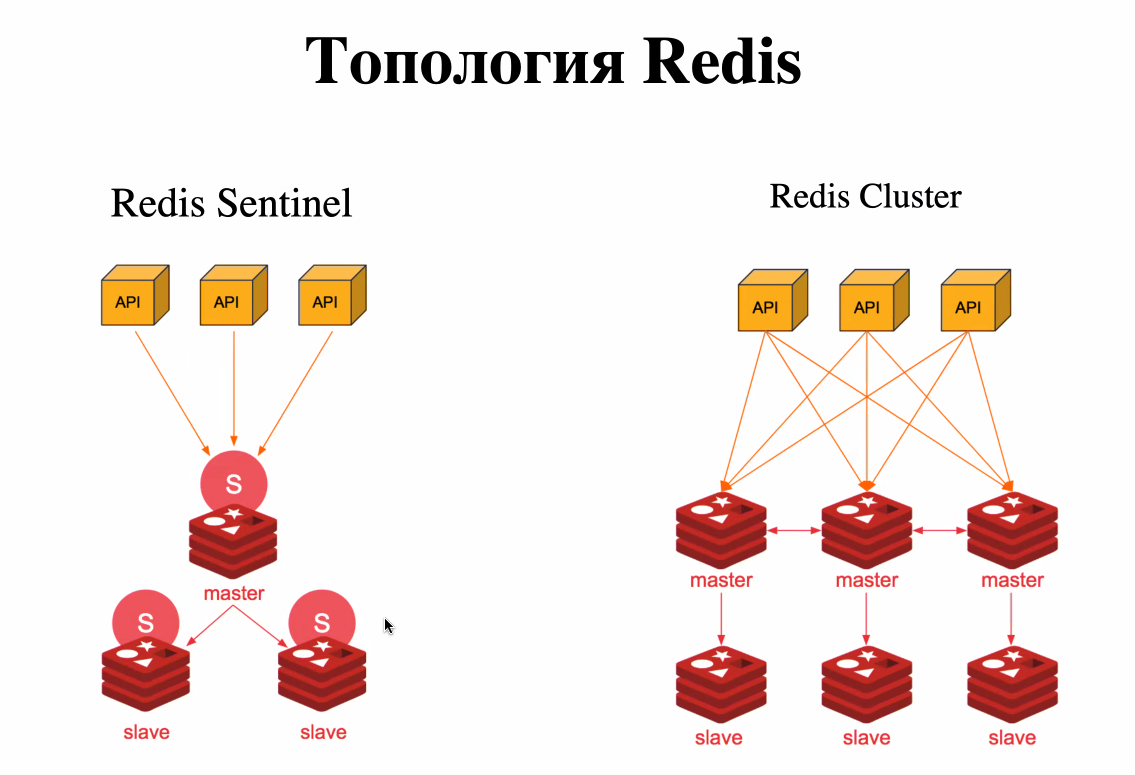 Топология Redis
Redis Sentinel
API
API
API
S
master
S
S
slave
slave
Redis Cluster
API
API
API
master
master
master
slave
slave
slave